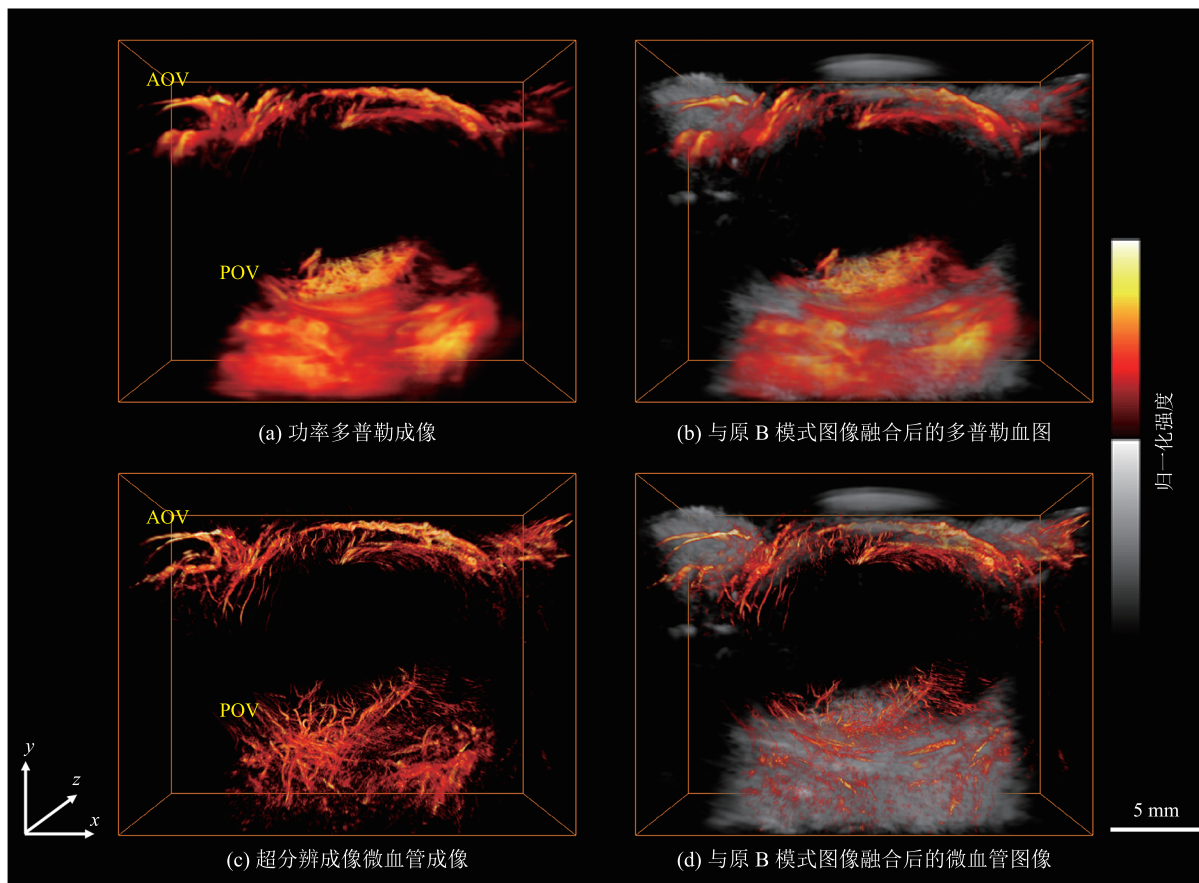 AOV
POV
(a) 功率多普勒成像
(b) 与原 B 模式图像融合后的多普勒血图
归一化强度
AOV
POV
y
z
x
5 mm
(c) 超分辨成像微血管成像
(d) 与原 B 模式图像融合后的微血管图像